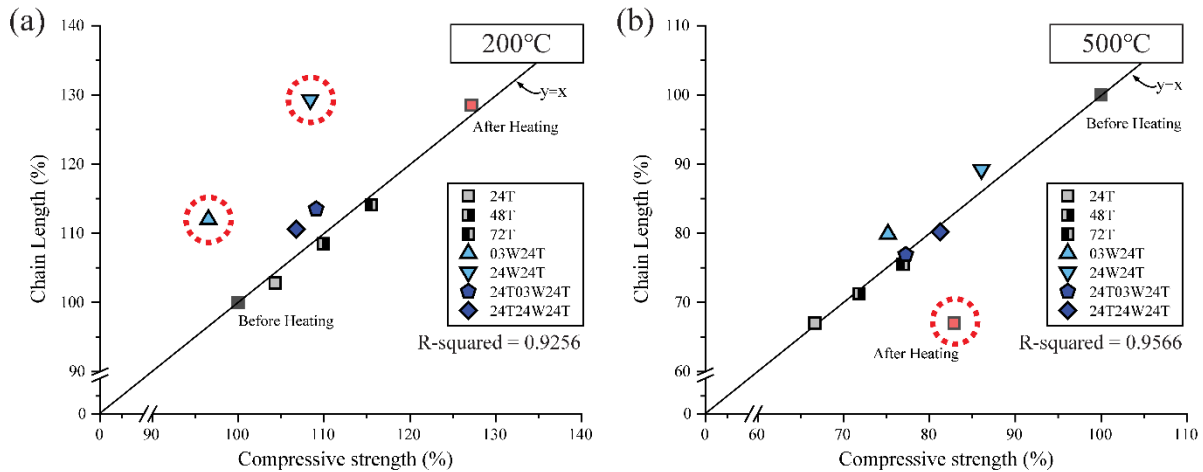 (a)
200°C
y=x
After Heating
Before Heating
24T
48T
72T
03W24T
24W24T
24T03W24T
24T24W24T
R-squared = 0.9256
Chain Length (%)
140
130
120
110
100
90
0
0 90 100 110 120 130 140
Compressive strength (%)
(b)
500°C
y=x
Before Heating
After Heating
24T
48T
72T
03W24T
24W24T
24T03W24T
24T24W24T
R-squared = 0.9566
Chain Length (%)
110
100
90
80
70
60
0
0 60 70 80 90 100 110
Compressive strength (%)